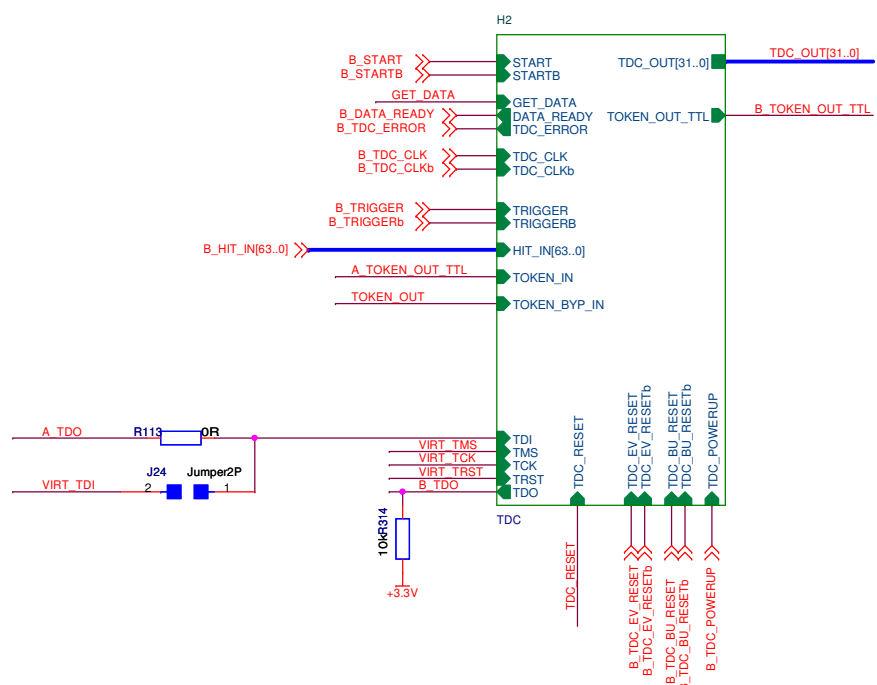 H2
B_START
START
TDC_OUT[31..0]
TDC_OUT[31..0]
B_STARTB
STARTB
GET_DATA
GET_DATA
B_DATA_READY
DATA_READY
TOKEN_OUT_TTL
B_TOKEN_OUT_TTL
B_TDC_ERROR
TDC_ERROR
B_TDC_CLK
TDC_CLK
B_TDC_CLKb
TDC_CLKb
B_TRIGGER
TRIGGER
B_TRIGGERb
TRIGGERB
B_HIT_IN[63..0]
HIT_IN[63..0]
A_TOKEN_OUT_TTL
TOKEN_IN
TOKEN_OUT
TOKEN_BYP_IN
A_TDO
R113
0R
TDI
VIRT_TMS
TMS
VIRT_TCK
TCK
VIRT_TRST
TRST
B_TDO
TDO
J24
Jumper2P
VIRT_TDI
2
1
TDC
R314
10k
+3.3V
TDC_RESET
TDC_EV_RESET
TDC_EV_RESETb
TDC_BU_RESET
TDC_BU_RESETb
TDC_POWERUP
TDC_RESET
B_TDC_EV_RESET
B_TDC_EV_RESETb
B_TDC_BU_RESET
_TDC_BU_RESETb
B_TDC_POWERUP